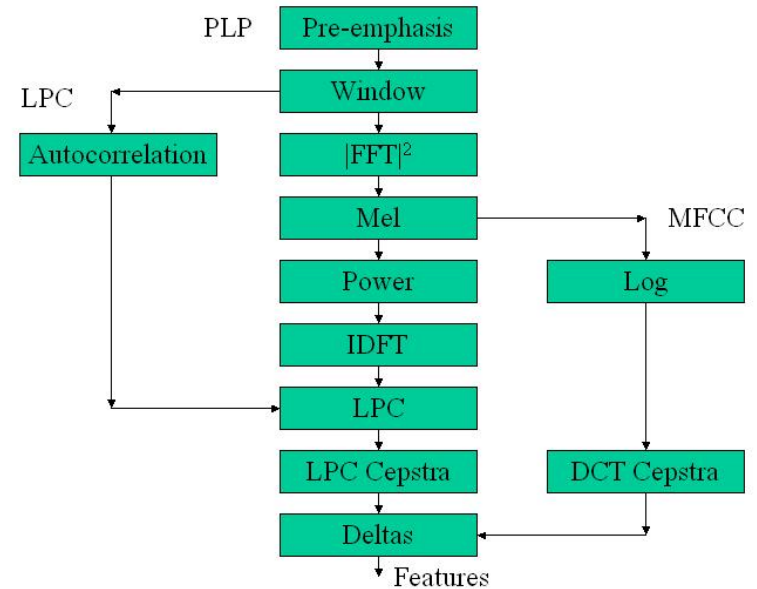 PLP
Pre-emphasis
LPC
Window
Autocorrelation
|FFT|²
Mel
MFCC
Power
Log
IDFT
LPC
LPC Cepstra
DCT Cepstra
Deltas
Features